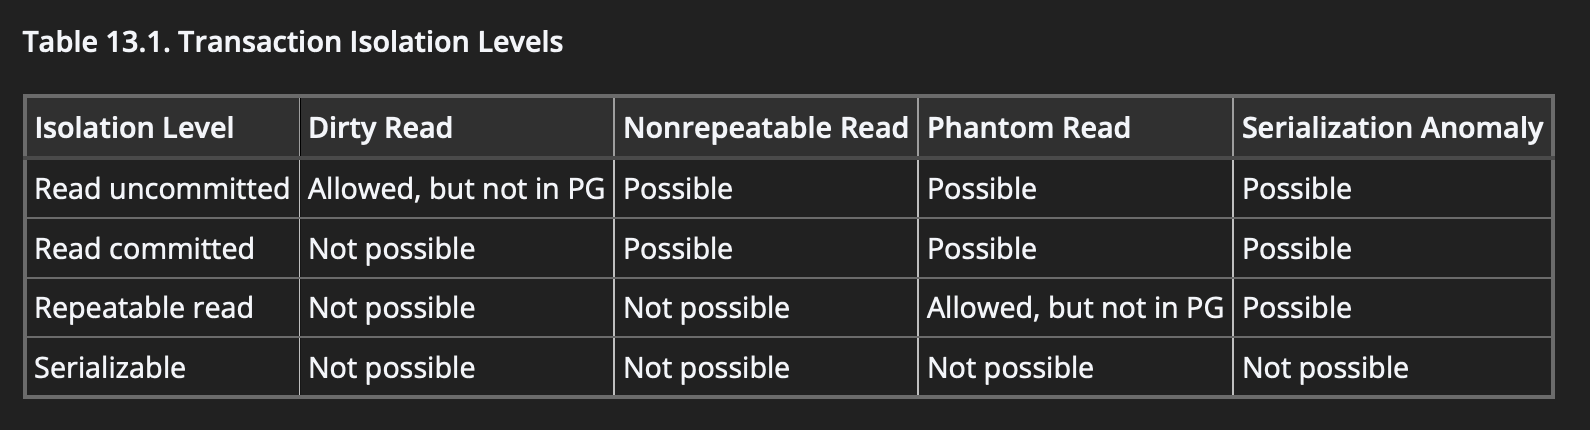 Table 13.1. Transaction Isolation Levels
Isolation Level Dirty Read Nonrepeatable Read Phantom Read Serialization Anomaly
Read uncommitted Allowed, but not in PG Possible Possible Possible
Read committed Not possible Possible Possible Possible
Repeatable read Not possible Not possible Allowed, but not in PG Possible
Serializable Not possible Not possible Not possible Not possible